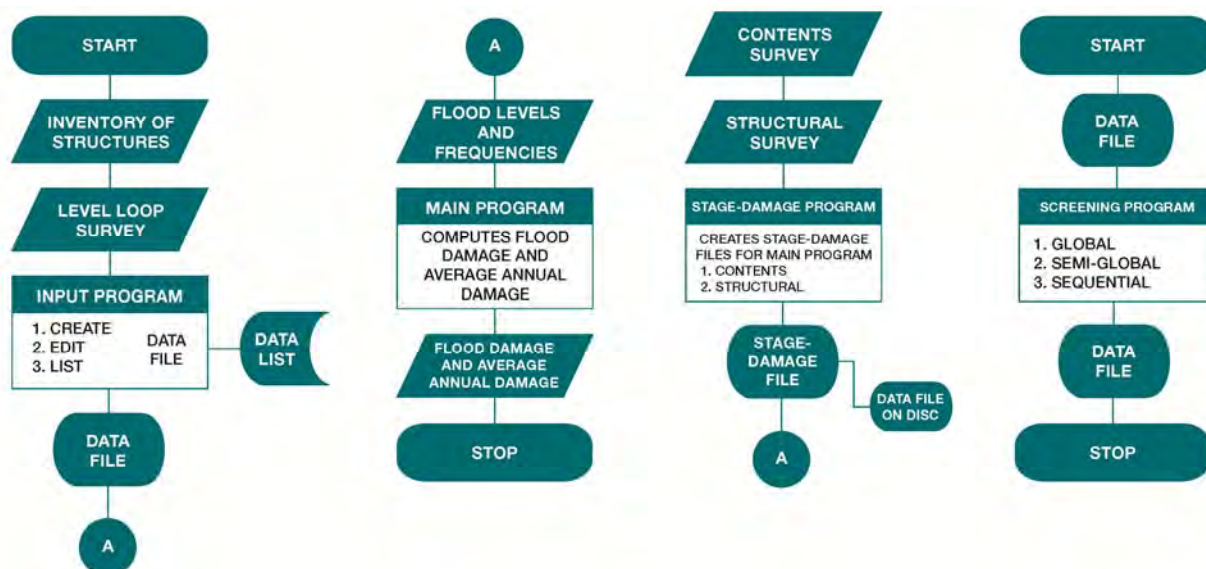 START
INVENTORY OF
STRUCTURES
LEVEL LOOP
SURVEY
INPUT PROGRAM
1. CREATE
2. EDIT
3. LIST
DATA
FILE
DATA
LIST
DATA
FILE
A
A
FLOOD LEVELS
AND
FREQUENCIES
MAIN PROGRAM
COMPUTES FLOOD
DAMAGE AND
AVERAGE ANNUAL
DAMAGE
FLOOD DAMAGE
AND AVERAGE
ANNUAL DAMAGE
STOP
CONTENTS
SURVEY
STRUCTURAL
SURVEY
STAGE-DAMAGE PROGRAM
CREATES STAGE-DAMAGE
FILES FOR MAIN PROGRAM
1. CONTENTS
2. STRUCTURAL
STAGE-
DAMAGE
FILE
DATA FILE
ON DISC
A
START
DATA
FILE
SCREENING PROGRAM
1. GLOBAL
2. SEMI-GLOBAL
3. SEQUENTIAL
DATA
FILE
STOP